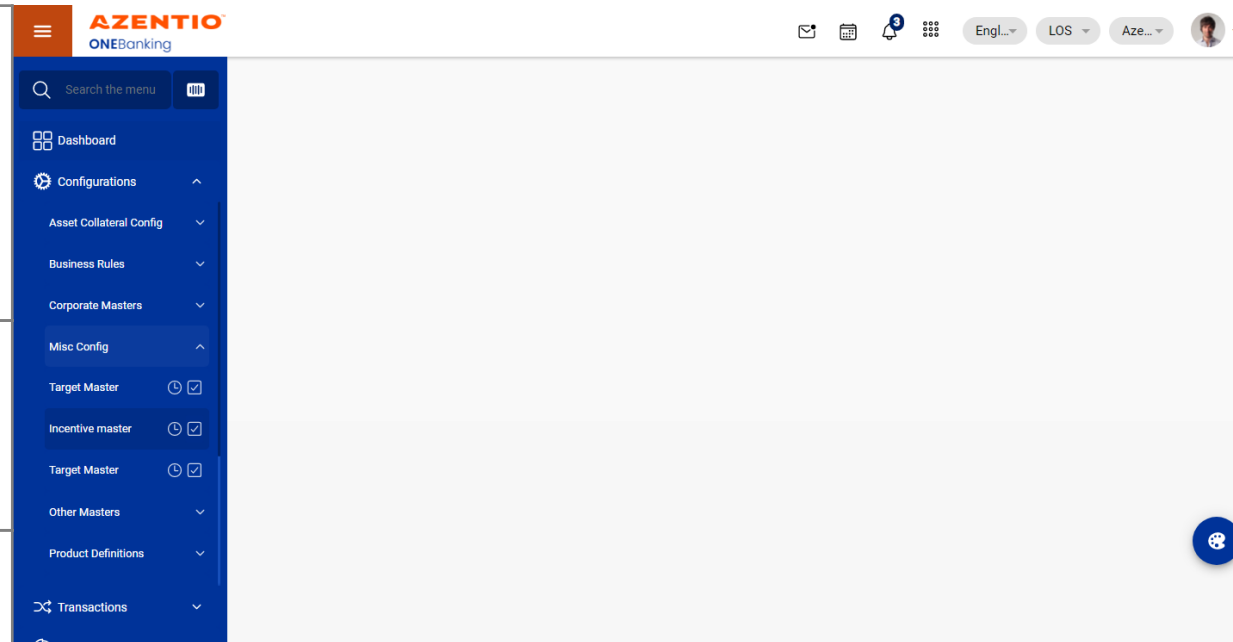 AZENTIO
ONEBanking
3
Engl...
LOS
Aze...
Search the menu
Dashboard
Configurations
Asset Collateral Config
Business Rules
Corporate Masters
Misc Config
Target Master
Incentive master
Target Master
Other Masters
Product Definitions
Transactions